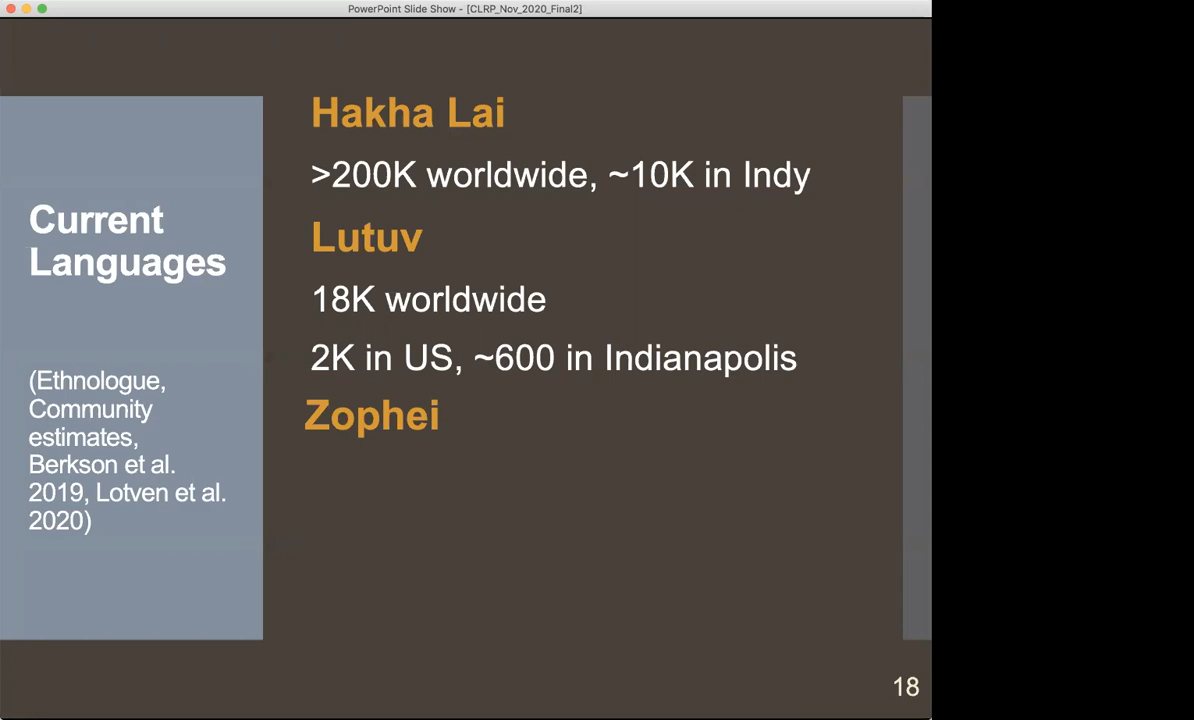 PowerPoint Slide Show - [CLRP_Nov_2020_Final2]
Current
Languages
(Ethnologue,
Community
estimates,
Berkson et al.
2019, Lotven et al.
2020)
Hakha Lai
>200K worldwide, ~10K in Indy
Lutuv
18K worldwide
2K in US, ~600 in Indianapolis
Zophei
18